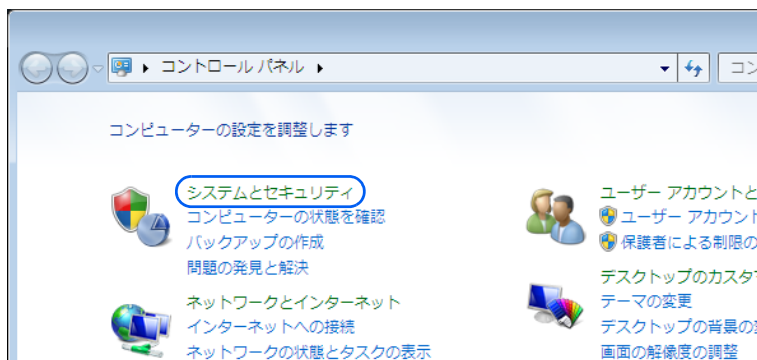 コントロール パネル
コン
コンピューターの設定を調整します
システムとセキュリティ
コンピューターの状態を確認
バックアップの作成
問題の発見と解決
ネットワークとインターネット
インターネットへの接続
ネットワークの状態とタスクの表示
ユーザー アカウントと
ユーザー アカウント
保護者による制限の
デスクトップのカスタ
テーマの変更
デスクトップの背景の
画面の解像度の調整